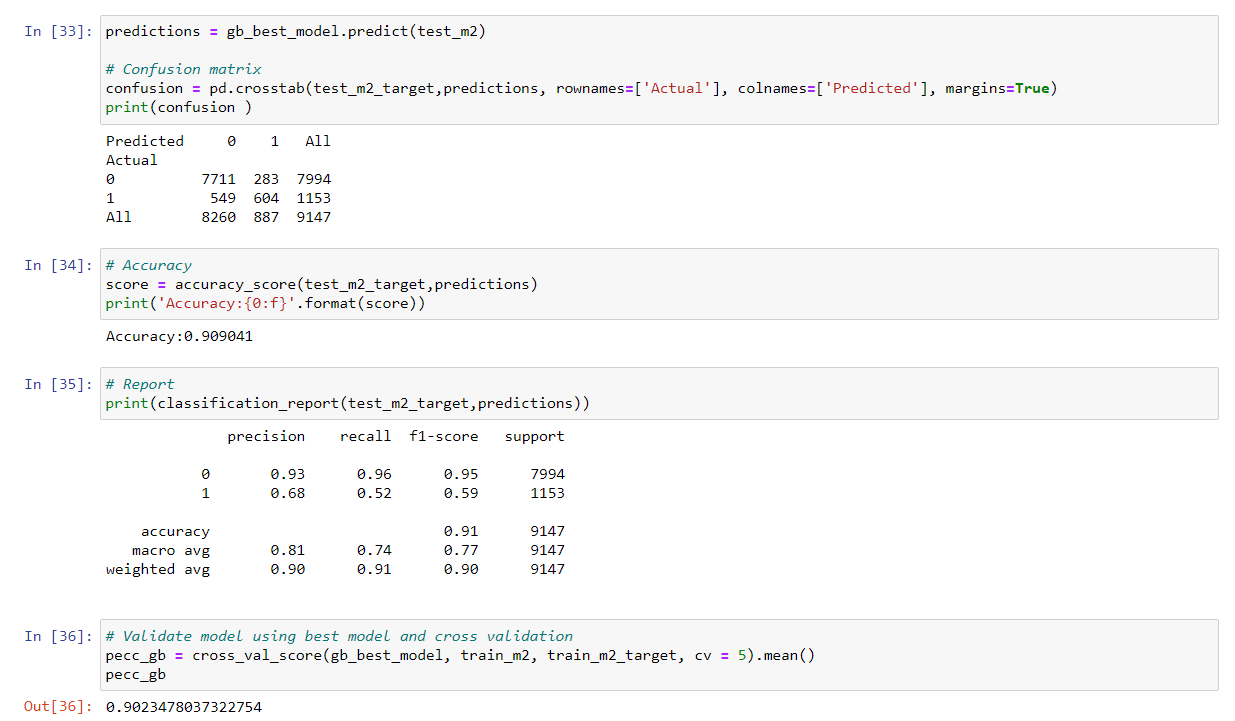 In [33]: predictions = gb_best_model.predict(test_m2)
# Confusion matrix
confusion = pd.crosstab(test_m2_target,predictions, rownames=['Actual'], colnames=['Predicted'], margins=True)
print(confusion )
Predicted 0 1 All
Actual
0 7711 283 7994
1 549 604 1153
All 8260 887 9147
In [34]: # Accuracy
score = accuracy_score(test_m2_target,predictions)
print('Accuracy:{0:f}'.format(score))
Accuracy:0.909041
In [35]: # Report
print(classification_report(test_m2_target,predictions))
precision recall f1-score support
0 0.93 0.96 0.95 7994
1 0.68 0.52 0.59 1153
accuracy 0.91 9147
macro avg 0.81 0.74 0.77 9147
weighted avg 0.90 0.91 0.90 9147
In [36]: # Validate model using best model and cross validation
pecc_gb = cross_val_score(gb_best_model, train_m2, train_m2_target, cv = 5).mean()
pecc_gb
Out[36]: 0.9023478037322754